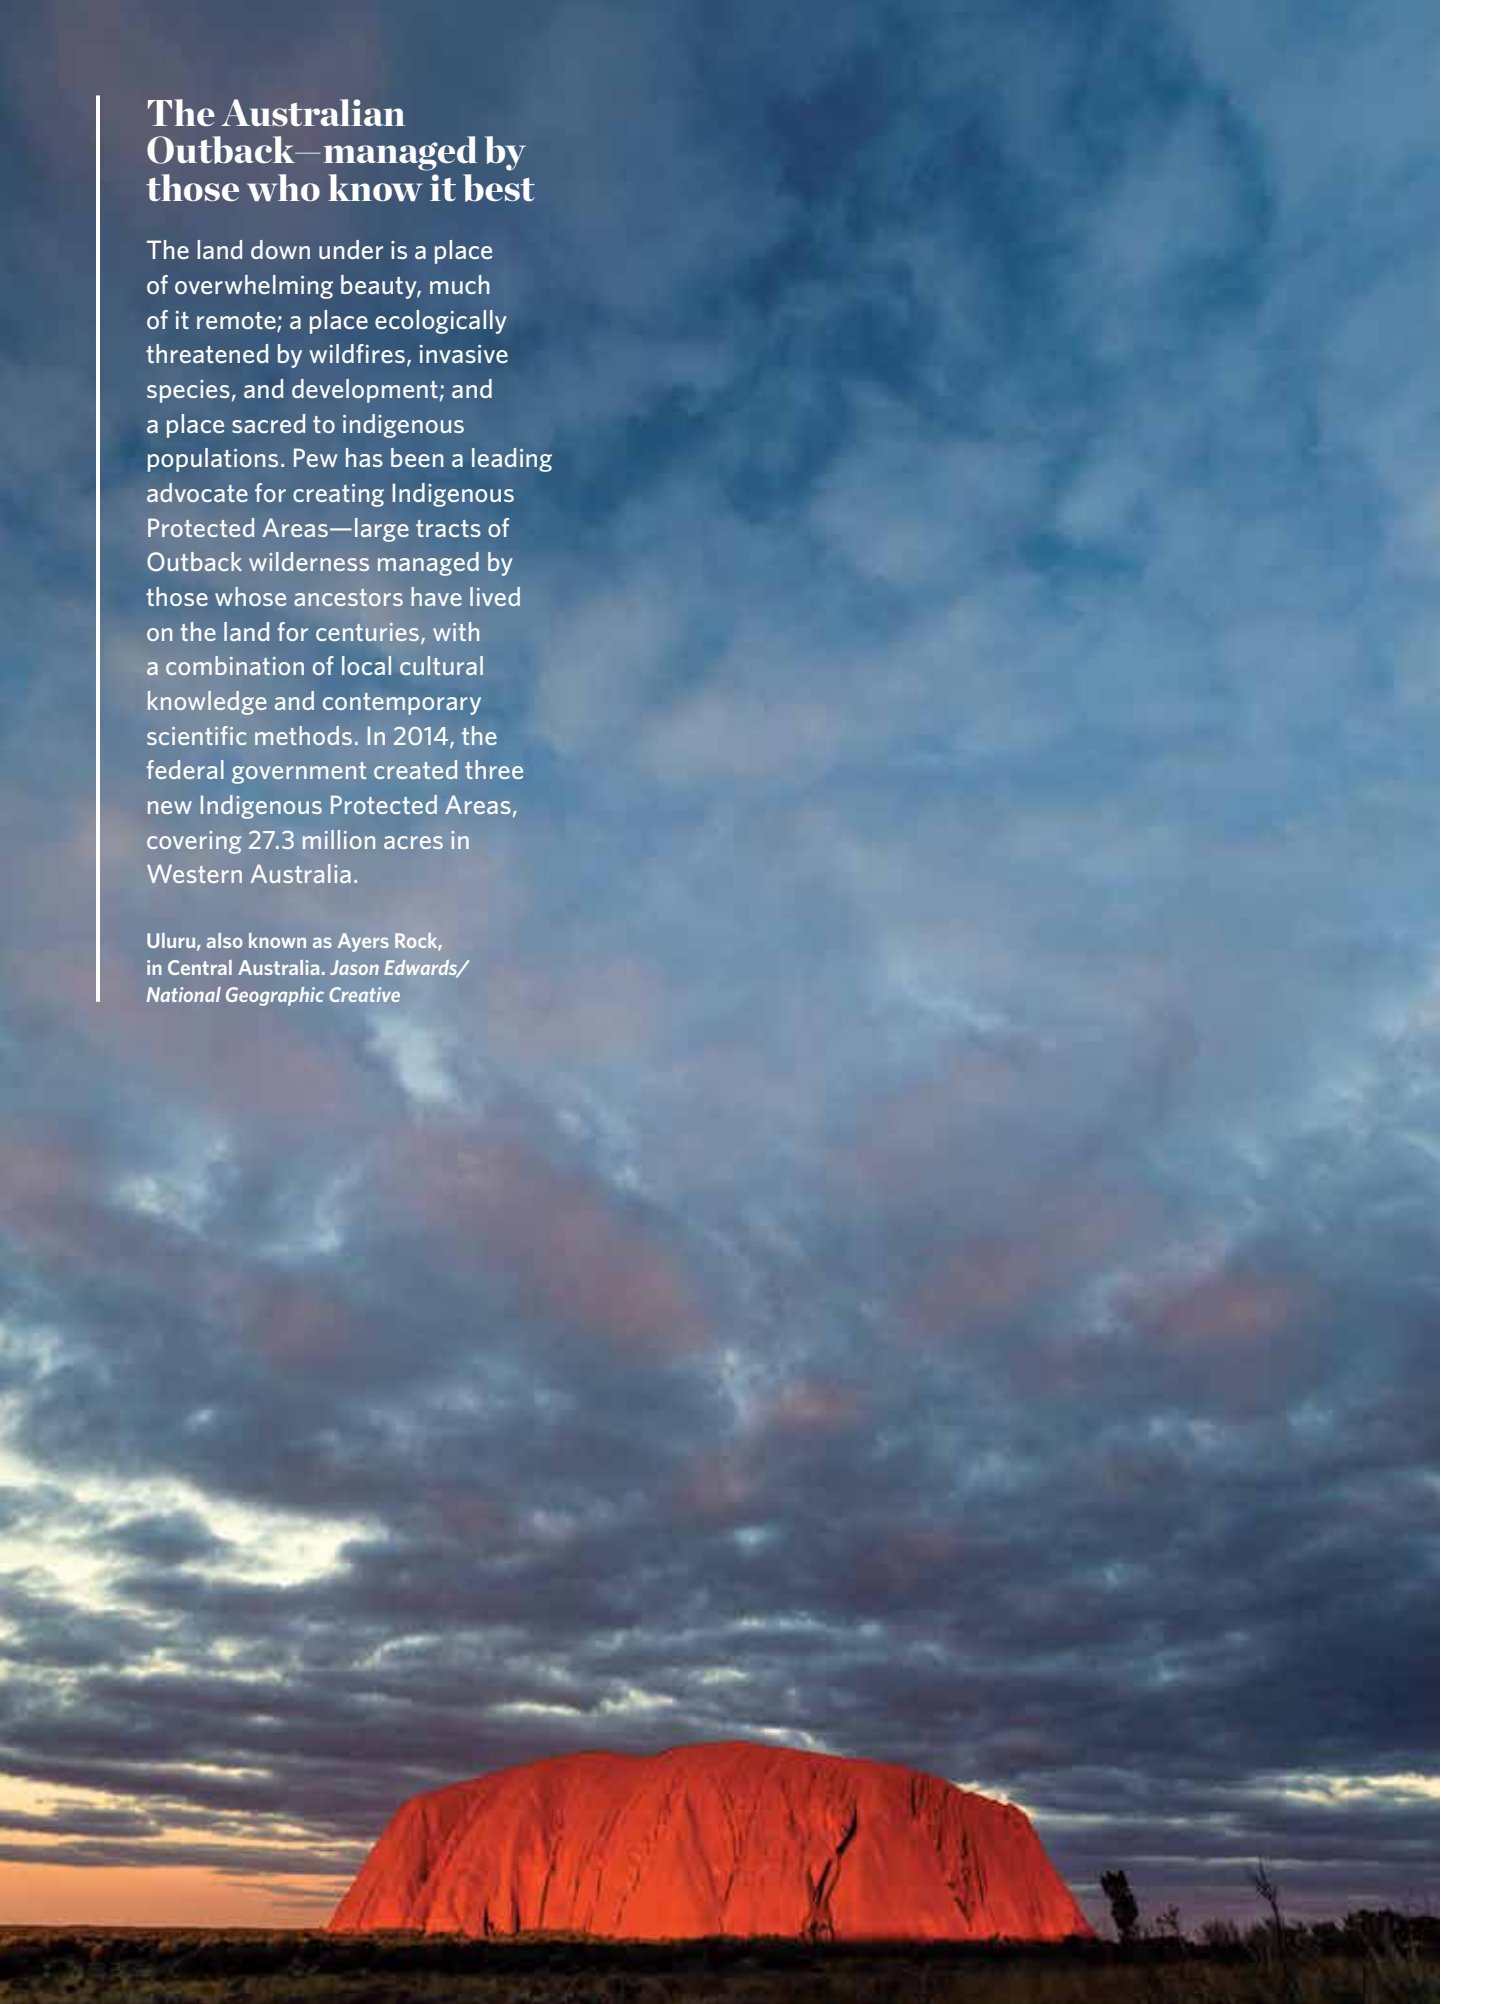 The Australian
Outback—managed by
those who know it best
The land down under is a place
of overwhelming beauty, much
of it remote; a place ecologically
threatened by wildfires, invasive
species, and development; and
a place sacred to indigenous
populations. Pew has been a leading
advocate for creating Indigenous
Protected Areas—large tracts of
Outback wilderness managed by
those whose ancestors have lived
on the land for centuries, with
a combination of local cultural
knowledge and contemporary
scientific methods. In 2014, the
federal government created three
new Indigenous Protected Areas,
covering 27.3 million acres in
Western Australia.
Uluru, also known as Ayers Rock,
in Central Australia. Jason Edwards/
National Geographic Creative